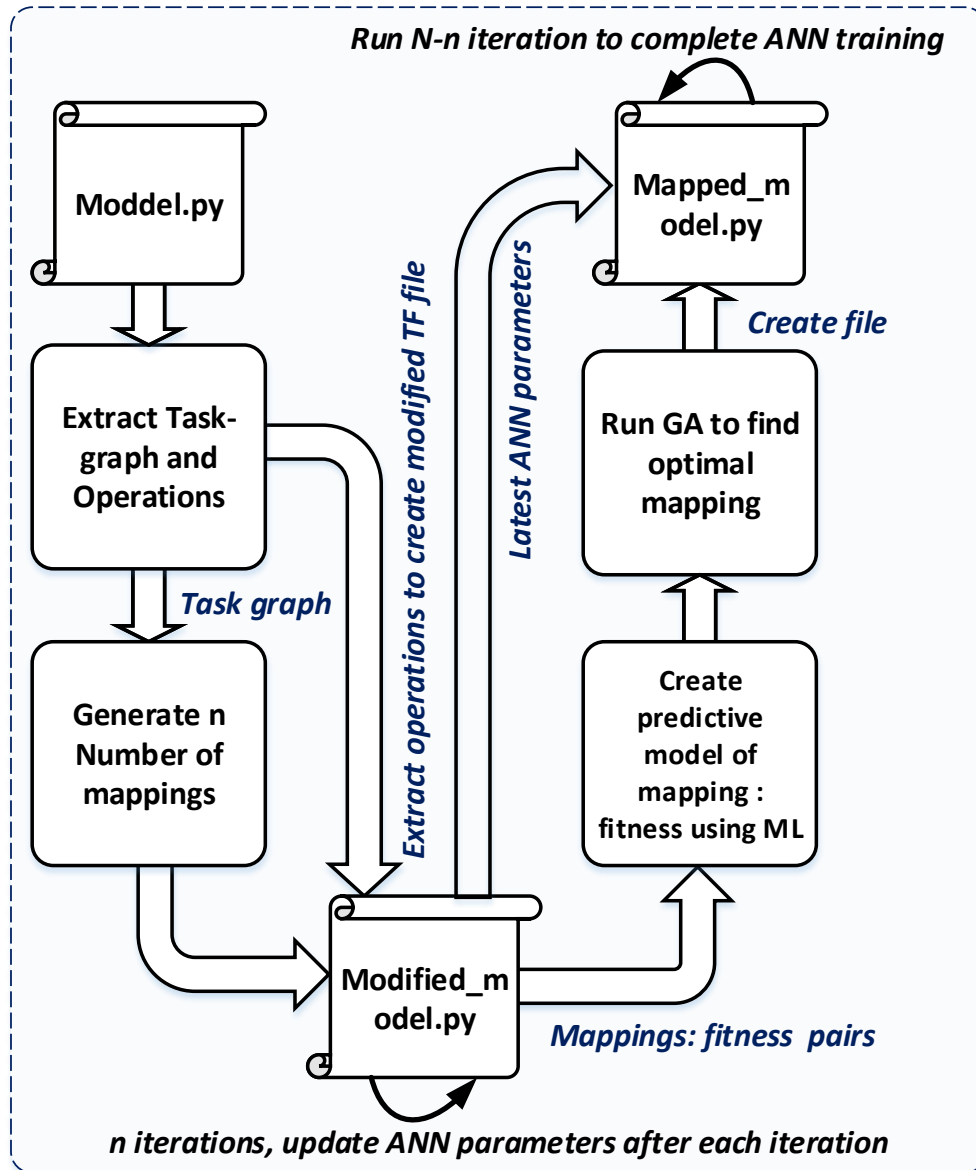 Run N-n iteration to complete ANN training
Moddel.py
Mapped_m
odel.py
Extract Task-
graph and
Operations
Extract operations to create modified TF file
Latest ANN parameters
Create file
Run GA to find
optimal
mapping
Task graph
Generate n
Number of
mappings
Create
predictive
model of
mapping :
fitness using ML
Modified_m
odel.py
Mappings: fitness pairs
n iterations, update ANN parameters after each iteration